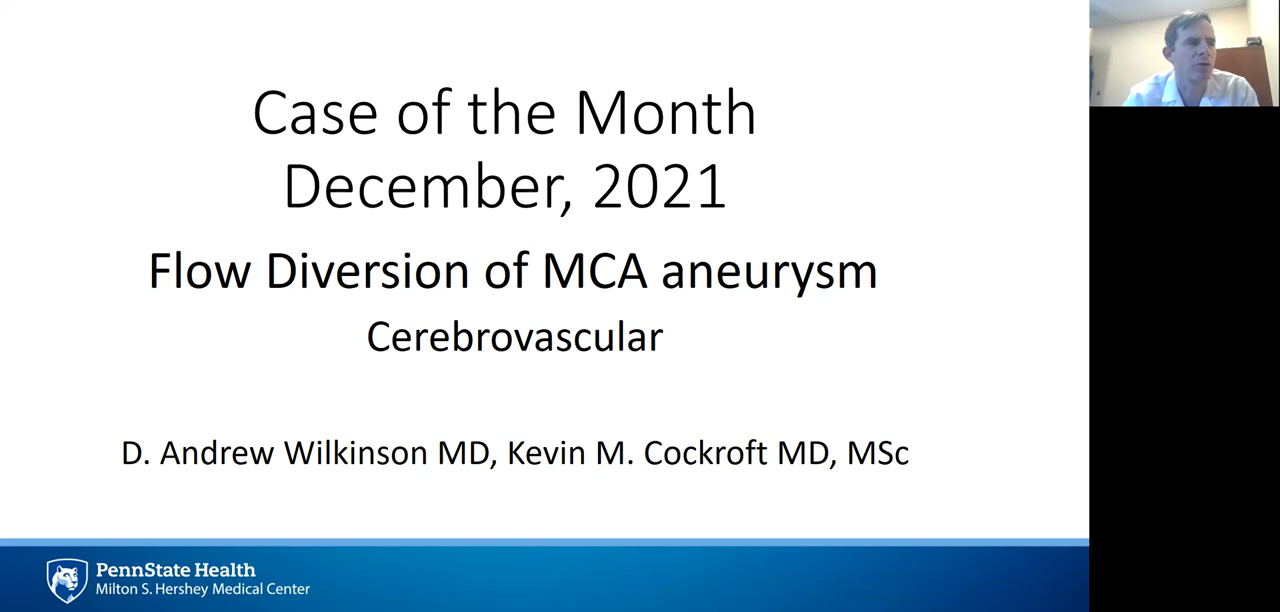 Case of the Month
December, 2021
Flow Diversion of MCA aneurysm
Cerebrovascular
D. Andrew Wilkinson MD, Kevin M. Cockroft MD, MSc
PennState Health
Milton S. Hershey Medical Center